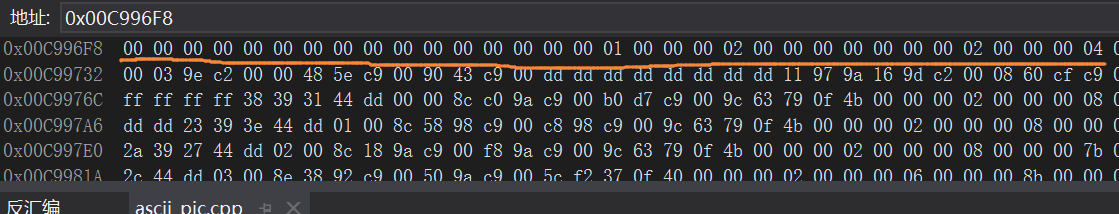 地址: 0x00C996F8
0x00C996F8 00 00 00 00 00 00 00 00 00 00 00 00 00 00 00 00 01 00 00 00 02 00 00 00 00 00 00 00 02 00 00 00 04
0x00C99732 00 03 9e c2 00 00 48 5e c9 00 90 43 c9 00 dd dd dd dd dd dd dd dd 11 97 9a 16 9d c2 00 08 60 cf c9
0x00C9976C ff ff ff ff 38 39 31 44 dd 00 00 8c c0 9a c9 00 b0 d7 c9 00 9c 63 79 0f 4b 00 00 00 02 00 00 00 08
0x00C997A6 dd dd 23 39 3e 44 dd 01 00 8c 58 98 c9 00 c8 98 c9 00 9c 63 79 0f 4b 00 00 00 02 00 00 00 08 00 00
0x00C997E0 2a 39 27 44 dd 02 00 8c 18 9a c9 00 f8 9a c9 00 9c 63 79 0f 4b 00 00 00 02 00 00 00 08 00 00 00 7b
0x00C9981A 2c 44 dd 03 00 8e 38 92 c9 00 50 9a c9 00 5c f2 37 0f 40 00 00 00 02 00 00 00 06 00 00 00 8b 00 00
反汇编 ascii_pic.cpp